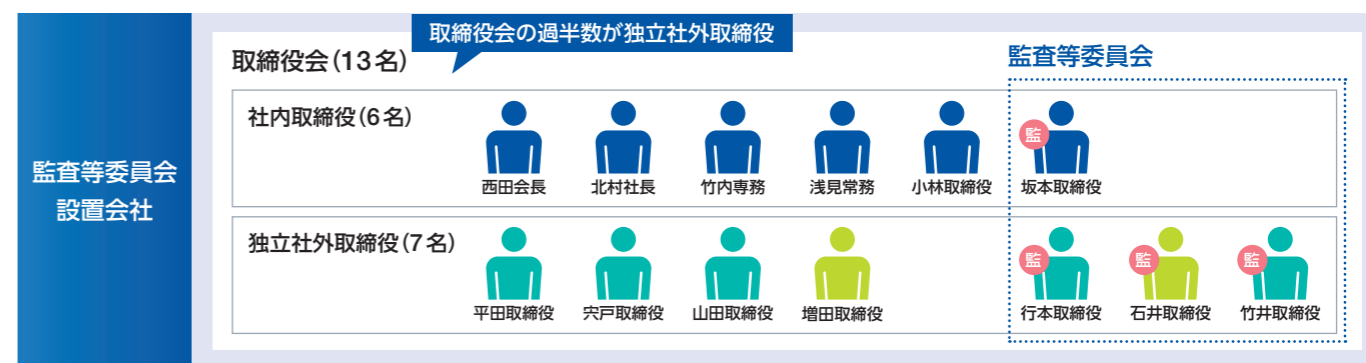 監査等委員会
設置会社
取締役会の過半数が独立社外取締役
取締役会(13名)
監査等委員会
社内取締役(6名)
監
西田会長 北村社長 竹内専務 浅見常務 小林取締役 坂本取締役
独立社外取締役(7名)
監 監 監
平田取締役 宍戸取締役 山田取締役 増田取締役 行本取締役 石井取締役 竹井取締役